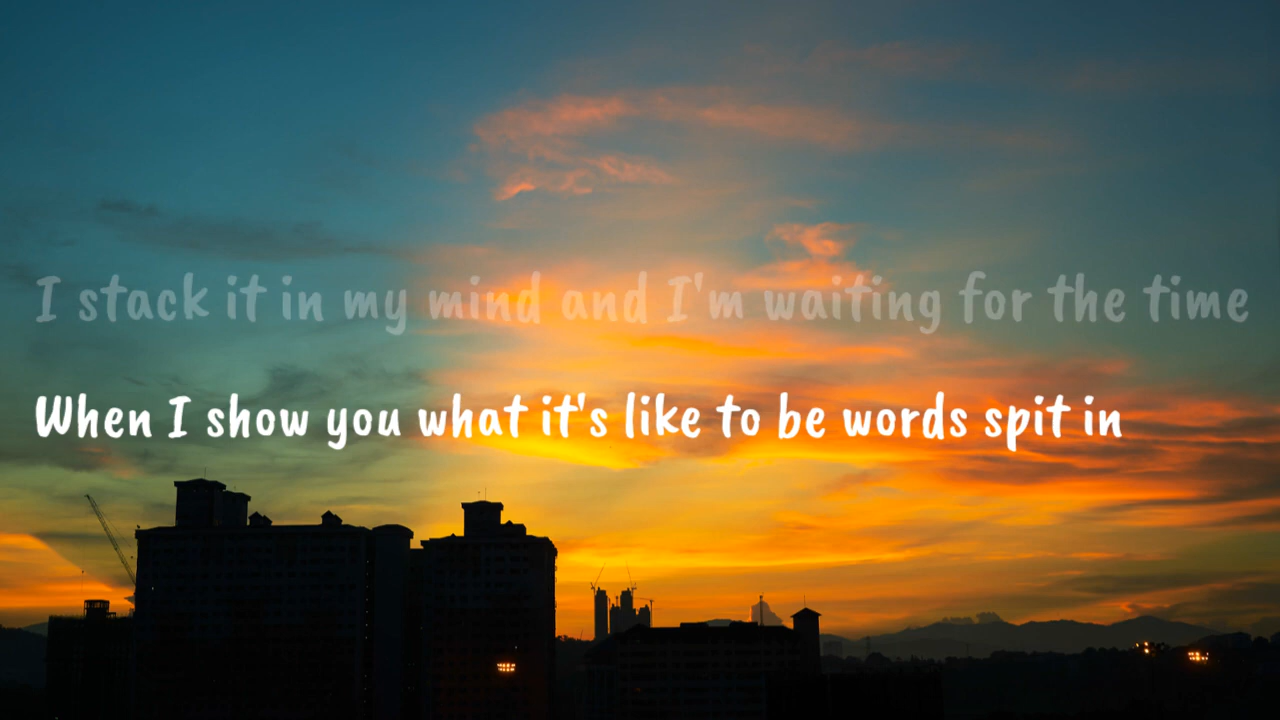 I stack it in my mind and I'm waiting for the time
When I show you what it's like to be words spit in